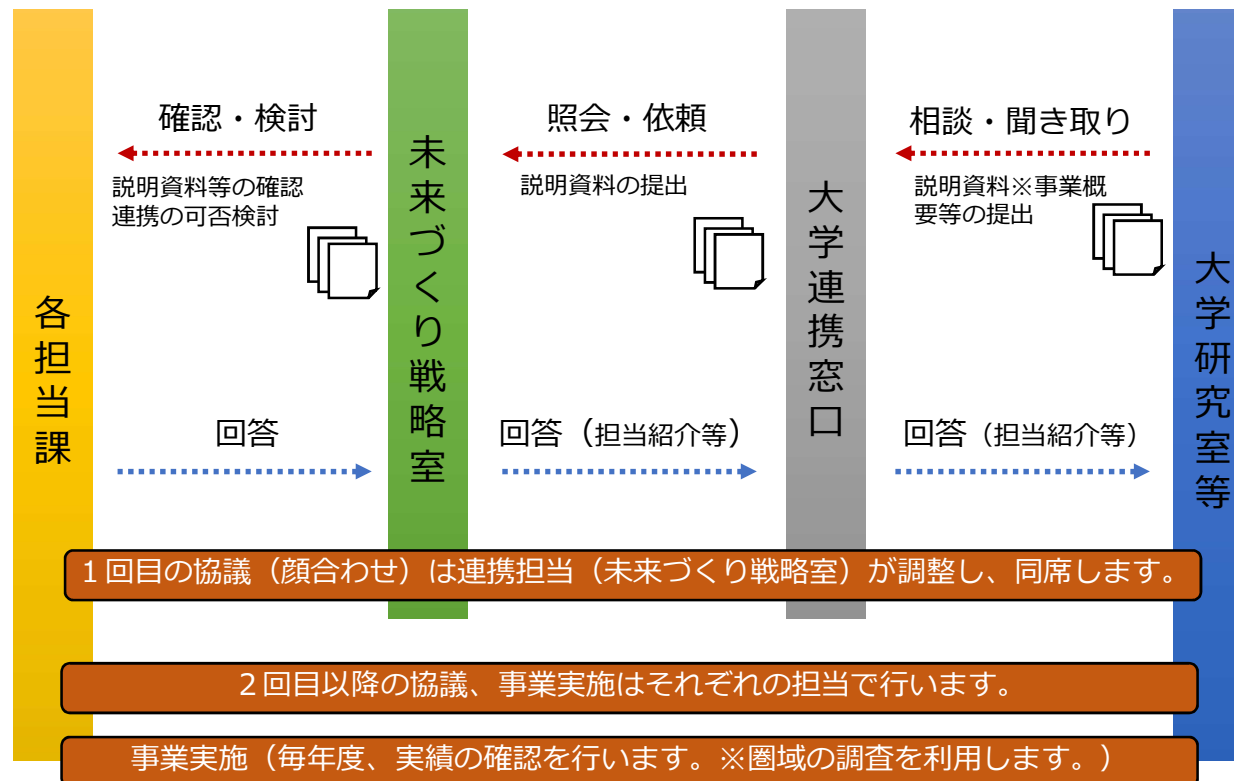 各担当課
確認・検討
説明資料等の確認
連携の可否検討
回答
未来づくり戦略室
照会・依頼
説明資料の提出
回答（担当紹介等）
大学連携窓口
相談・聞き取り
説明資料※事業概
要等の提出
回答（担当紹介等）
大学研究室等
１回目の協議（顔合わせ）は連携担当（未来づくり戦略室）が調整し、同席します。
２回目以降の協議、事業実施はそれぞれの担当で行います。
事業実施（毎年度、実績の確認を行います。※圏域の調査を利用します。）